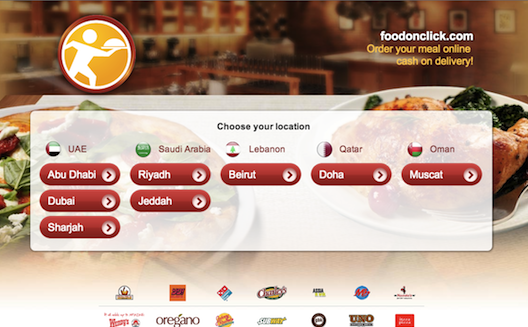 foodonclick.com
Order your meal online
cash on delivery!
Choose your location
UAE
Saudi Arabia
Lebanon
Qatar
Oman
Abu Dhabi
Riyadh
Beirut
Doha
Muscat
Dubai
Jeddah
Sharjah
oregano
SUBWAY
UNO